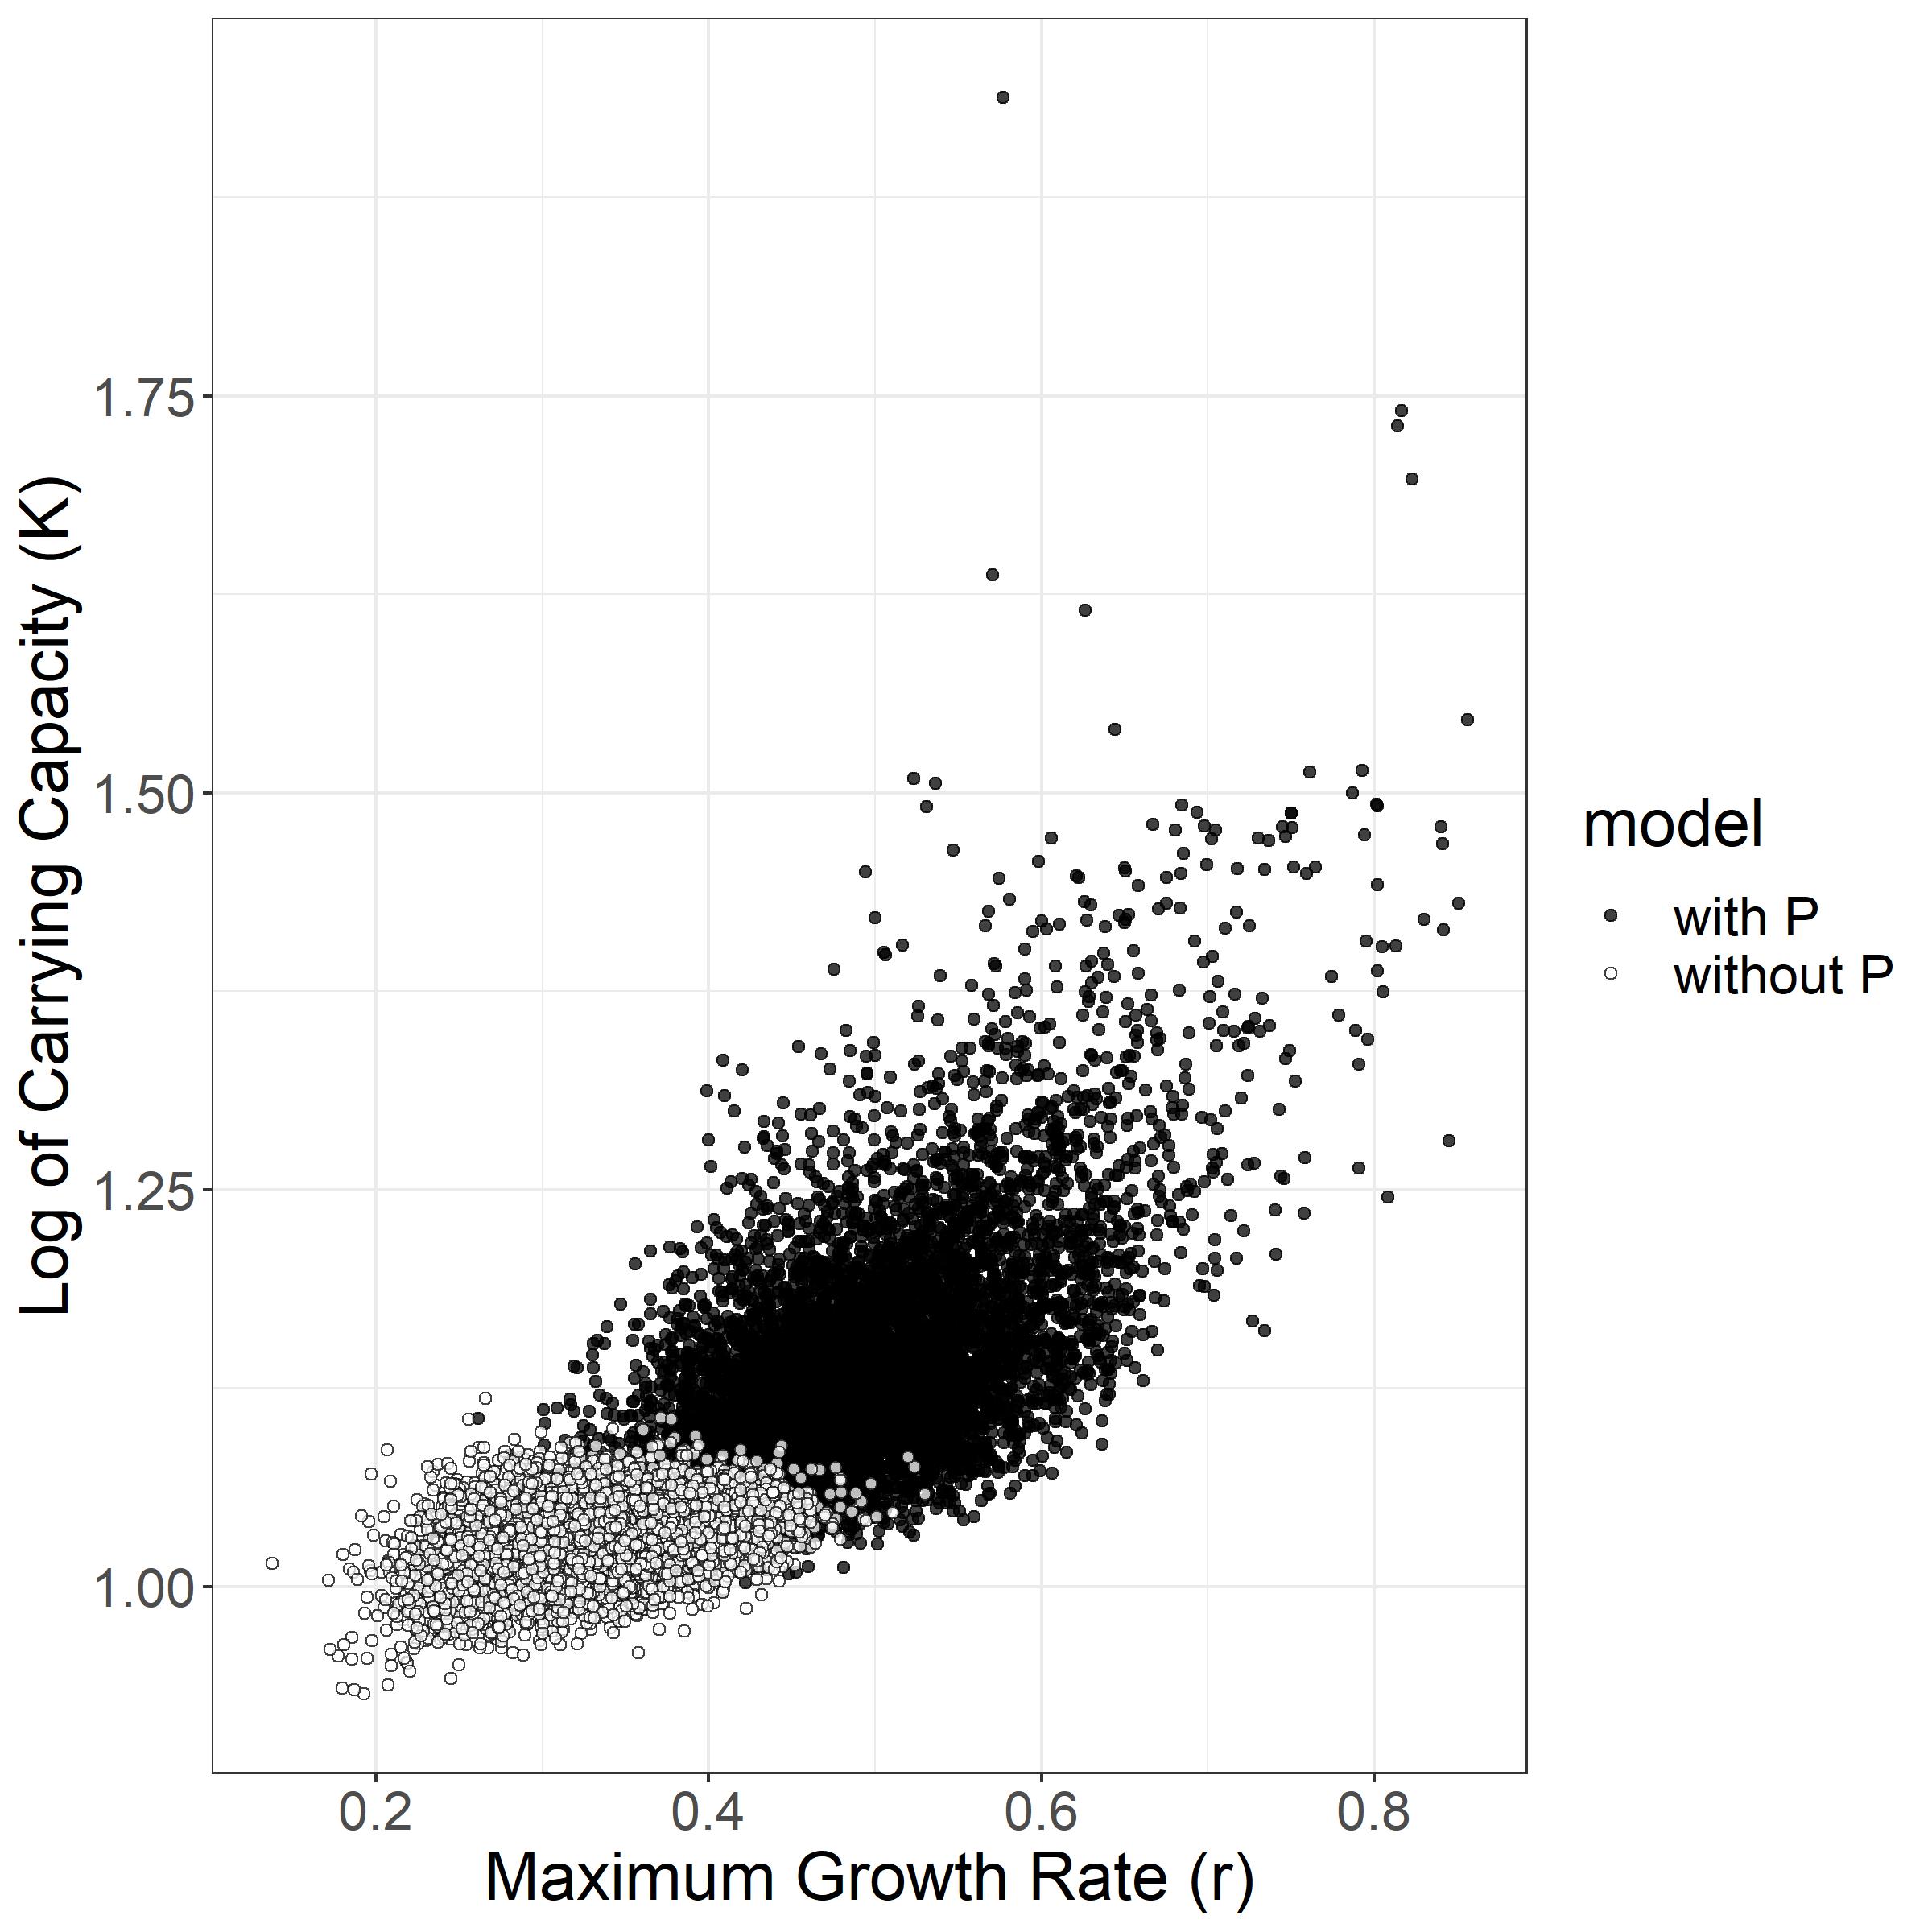 Log of Carrying Capacity (K)
1.75
1.50
1.25
1.00
0.2 0.4 0.6 0.8
Maximum Growth Rate (r)
model
with P
without P